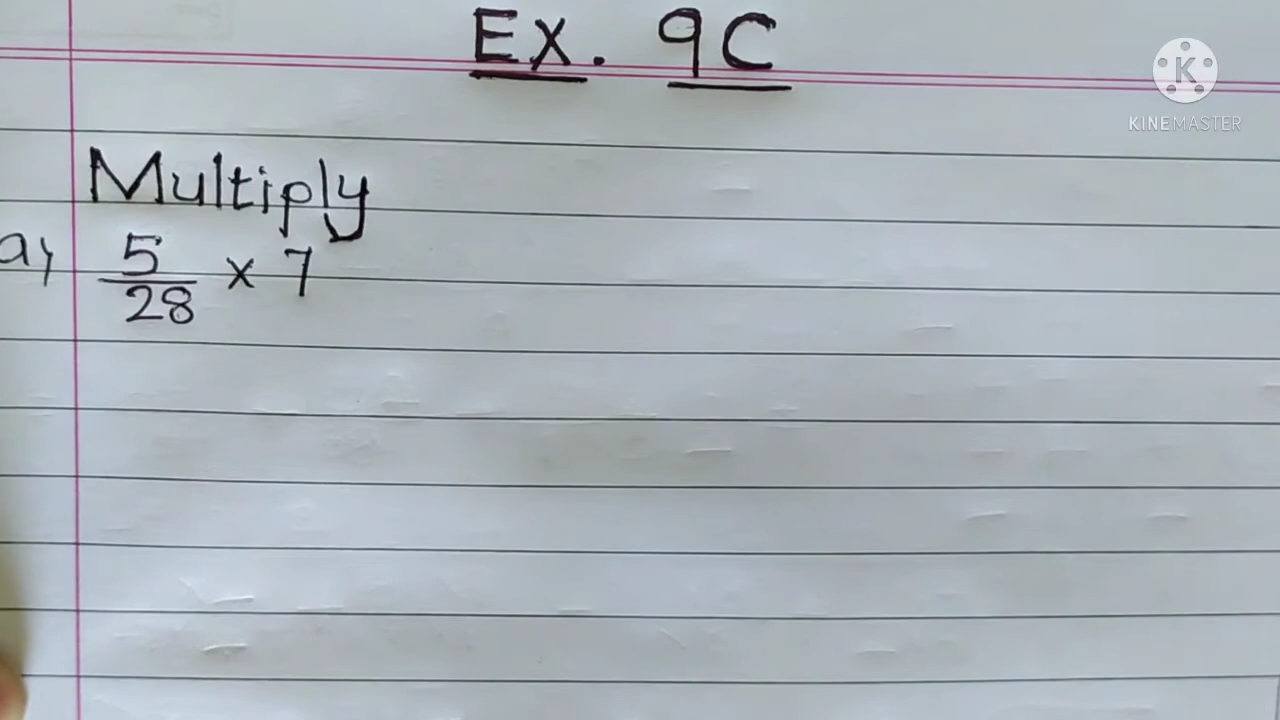 Ex. 9C
K
KINEMASTER
Multiply
a) 5/28 × 7